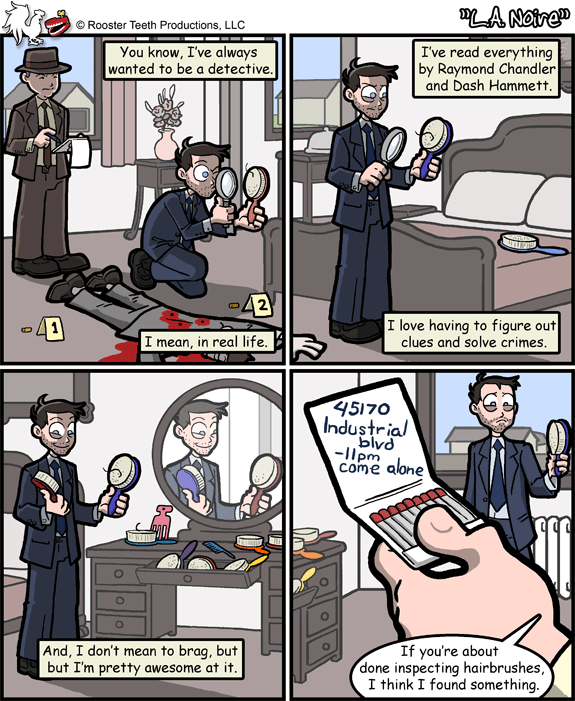 © Rooster Teeth Productions, LLC
"L.A. NOIRE"
You know, I've always
wanted to be a detective.
1
2
I mean, in real life.
I've read everything
by Raymond Chandler
and Dash Hammett.
I love having to figure out
clues and solve crimes.
And, I don't mean to brag, but
but I'm pretty awesome at it.
45170
Industrial
blvd
-11pm
come alone
If you're about
done inspecting hairbrushes,
I think I found something.